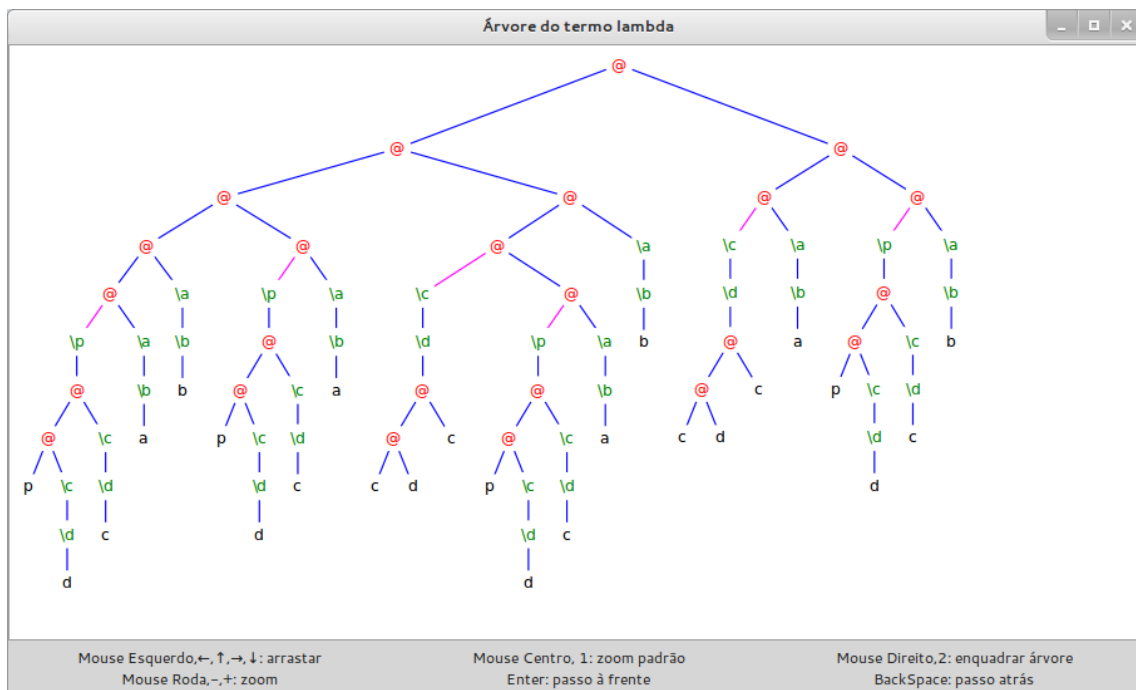 Árvore do termo lambda
@
@ @
@ @ @ @
@ @ @ \a \c \a \p \a
@ \a \p \a \c @ \b \d \b @ \b
\p \a \b @ \b \d \p \a b @ a @ \c b
@ \b b @ \c a @ @ \b @ c p \c \d
@ \c a p \c \d @ c @ \c a c d \d c
p \c \d \d c c d p \c \d d
\d c d \d c
d d
Mouse Esquerdo,←,↑,→,↓: arrastar Mouse Centro, 1: zoom padrão Mouse Direito,2: enquadrar árvore
Mouse Roda,-,+: zoom Enter: passo à frente BackSpace: passo atrás